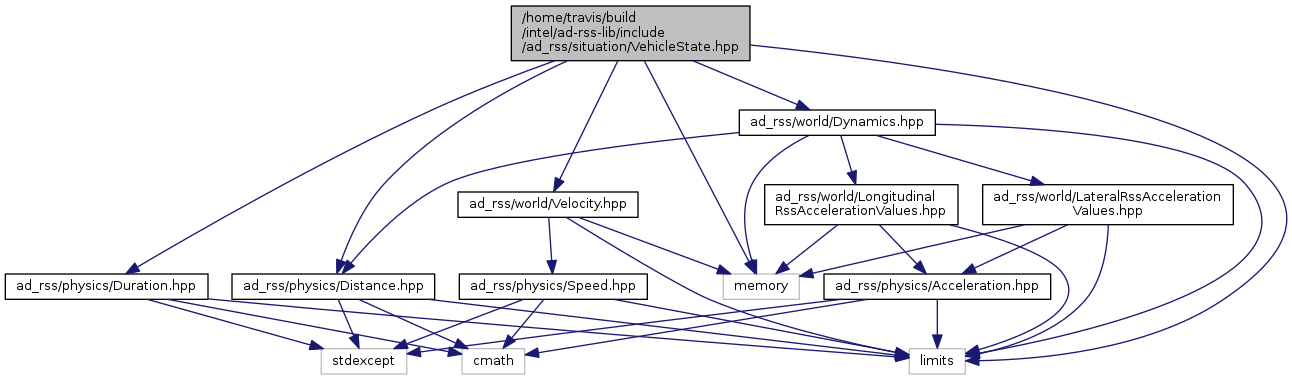 /home/travis/build
/intel/ad-rss-lib/include
/ad_rss/situation/VehicleState.hpp
ad_rss/world/Dynamics.hpp
ad_rss/world/Velocity.hpp
ad_rss/world/Longitudinal
RssAccelerationValues.hpp
ad_rss/world/LateralRssAcceleration
Values.hpp
ad_rss/physics/Duration.hpp
ad_rss/physics/Distance.hpp
ad_rss/physics/Speed.hpp
memory
ad_rss/physics/Acceleration.hpp
stdexcept
cmath
limits